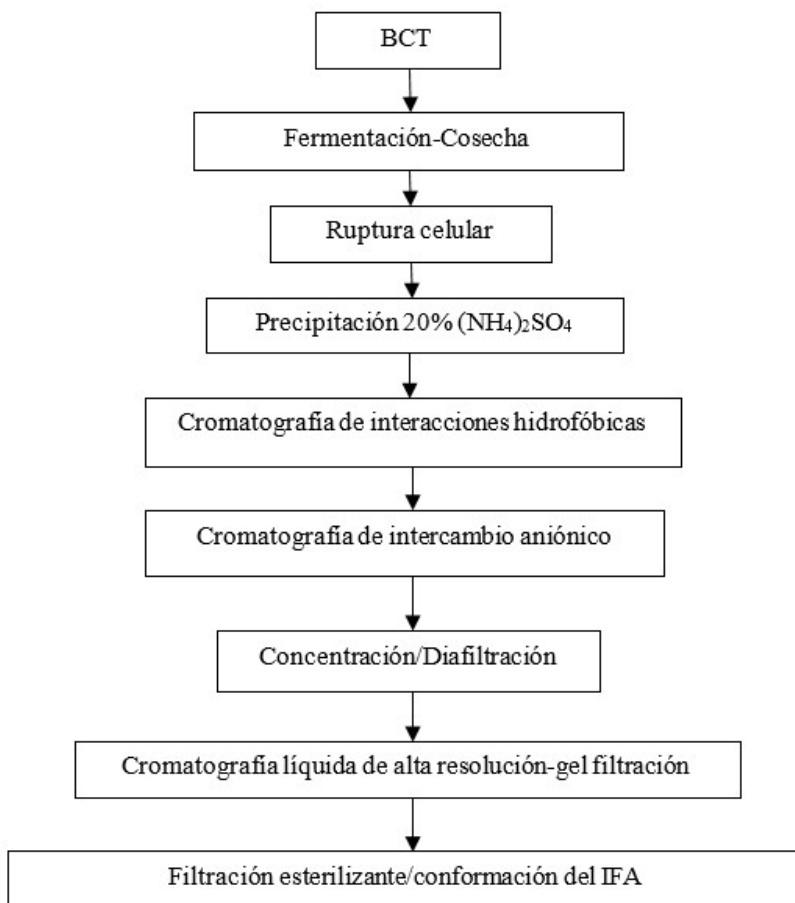 BCT
Fermentación-Cosecha
Ruptura celular
Precipitación 20% (NH₄)₂SO₄
Cromatografía de interacciones hidrofóbicas
Cromatografía de intercambio aniónico
Concentración/Diafiltración
Cromatografía líquida de alta resolución-gel filtración
Filtración esterilizante/conformación del IFA